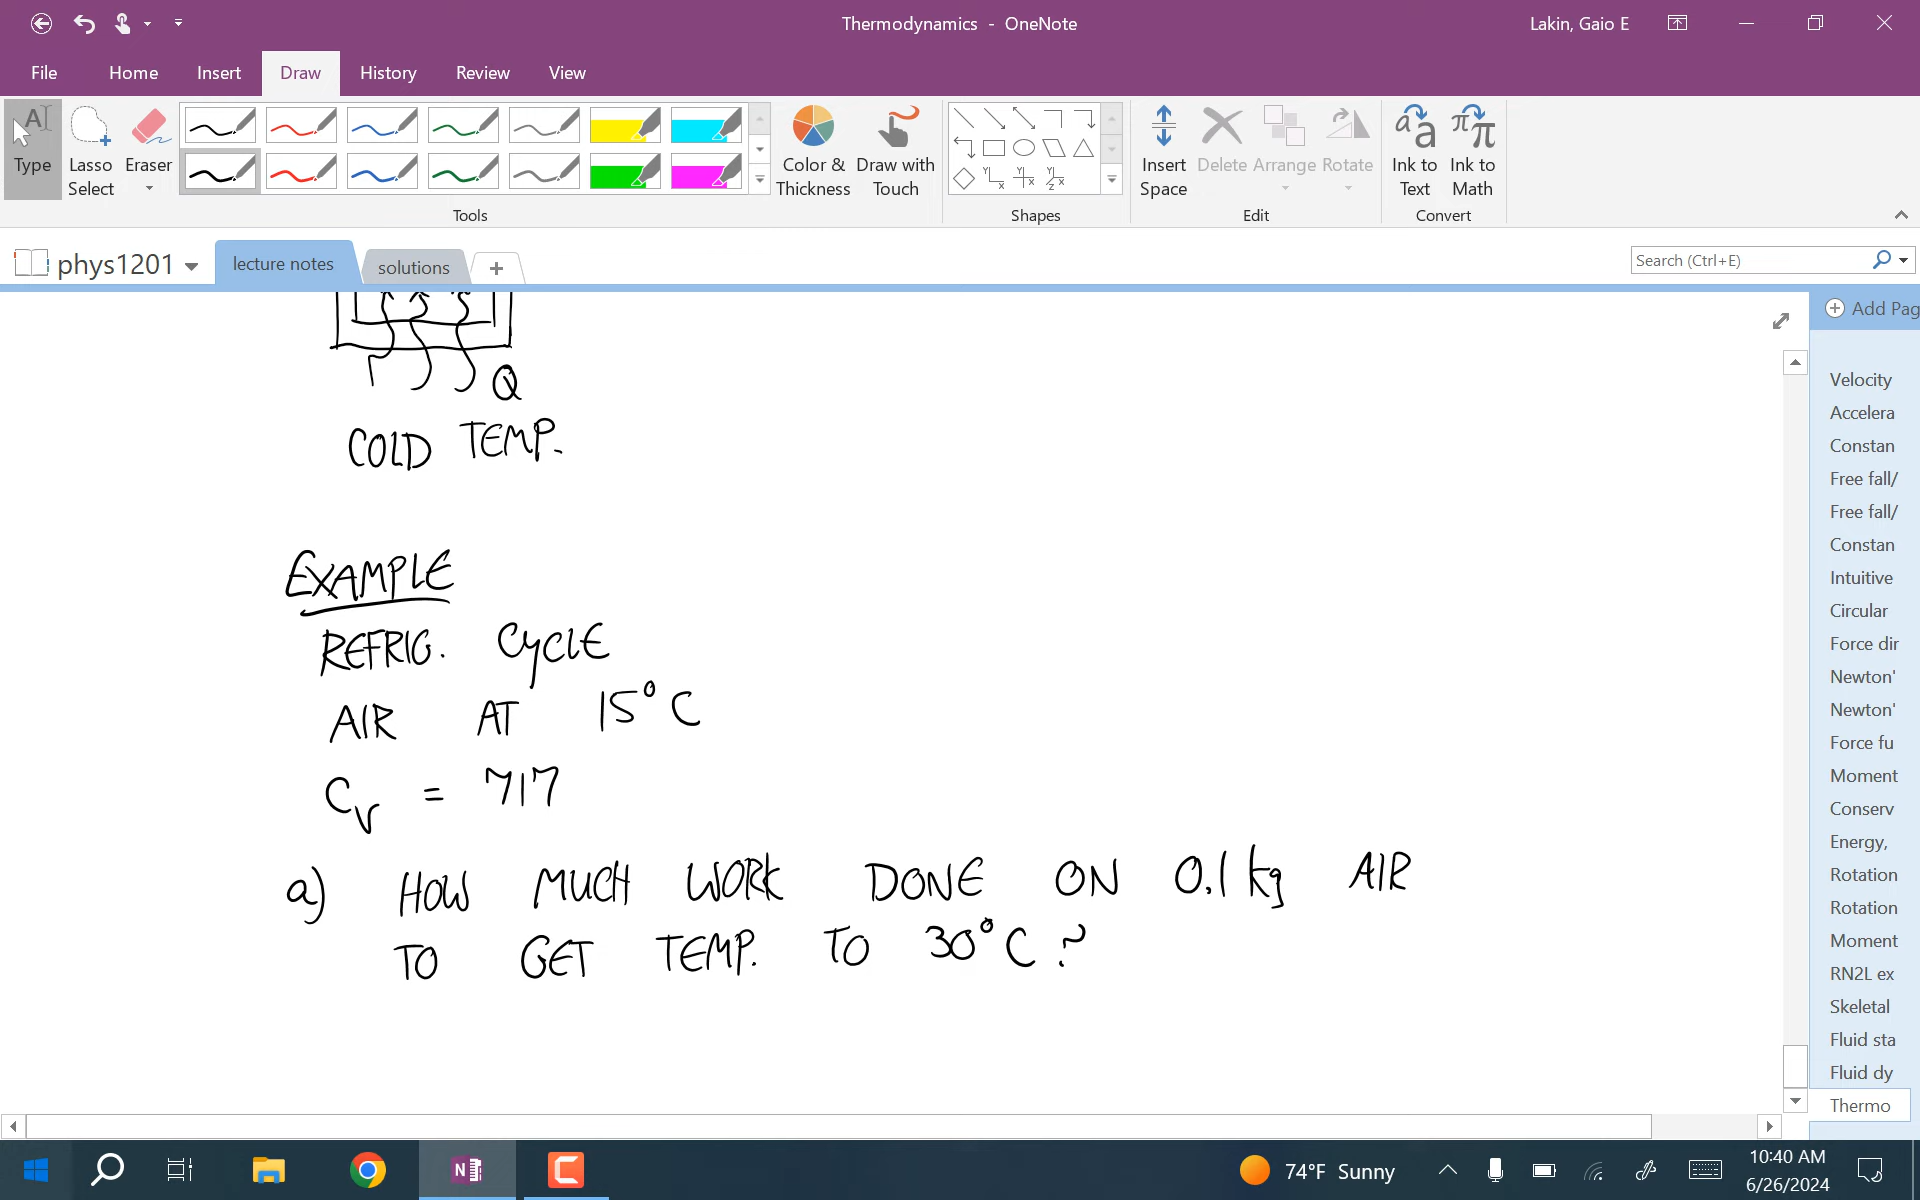 Thermodynamics - OneNote
Lakin, Gaio E
File Home Insert Draw History Review View
Type
Lasso Select
Eraser
Color & Thickness
Draw with Touch
Insert Space
Delete
Arrange
Rotate
Ink to Text
Ink to Math
Tools
Shapes
Edit
Convert
phys1201
lecture notes
solutions
Search (Ctrl+E)
Add Pag
Velocity
Accelera
Constan
Free fall/
Free fall/
Constan
Intuitive
Circular
Force dir
Newton'
Newton'
Force fu
Moment
Conserv
Energy,
Rotation
Rotation
Moment
RN2L ex
Skeletal
Fluid sta
Fluid dy
Thermo
Q
COLD TEMP.
EXAMPLE
REFRIG. CYCLE
AIR AT 15°C
Cv = 717
a) HOW MUCH WORK DONE ON 0.1 kg AIR
TO GET TEMP. TO 30°C?
74°F Sunny
10:40 AM
6/26/2024